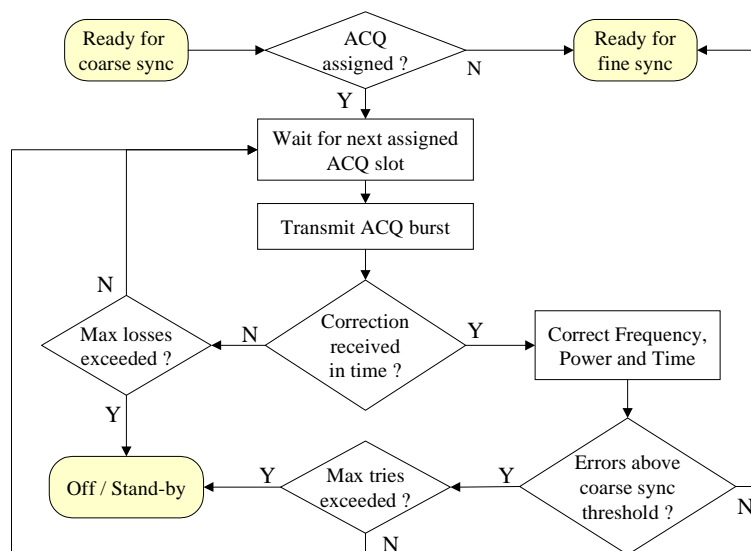 Ready for
coarse sync
ACQ
assigned ?
N
Ready for
fine sync
Y
Wait for next assigned
ACQ slot
Transmit ACQ burst
N
Max losses
exceeded ?
N
Correction
received
in time ?
Y
Correct Frequency,
Power and Time
Y
Off / Stand-by
Y
Max tries
exceeded ?
Y
Errors above
coarse sync
threshold ?
N
N